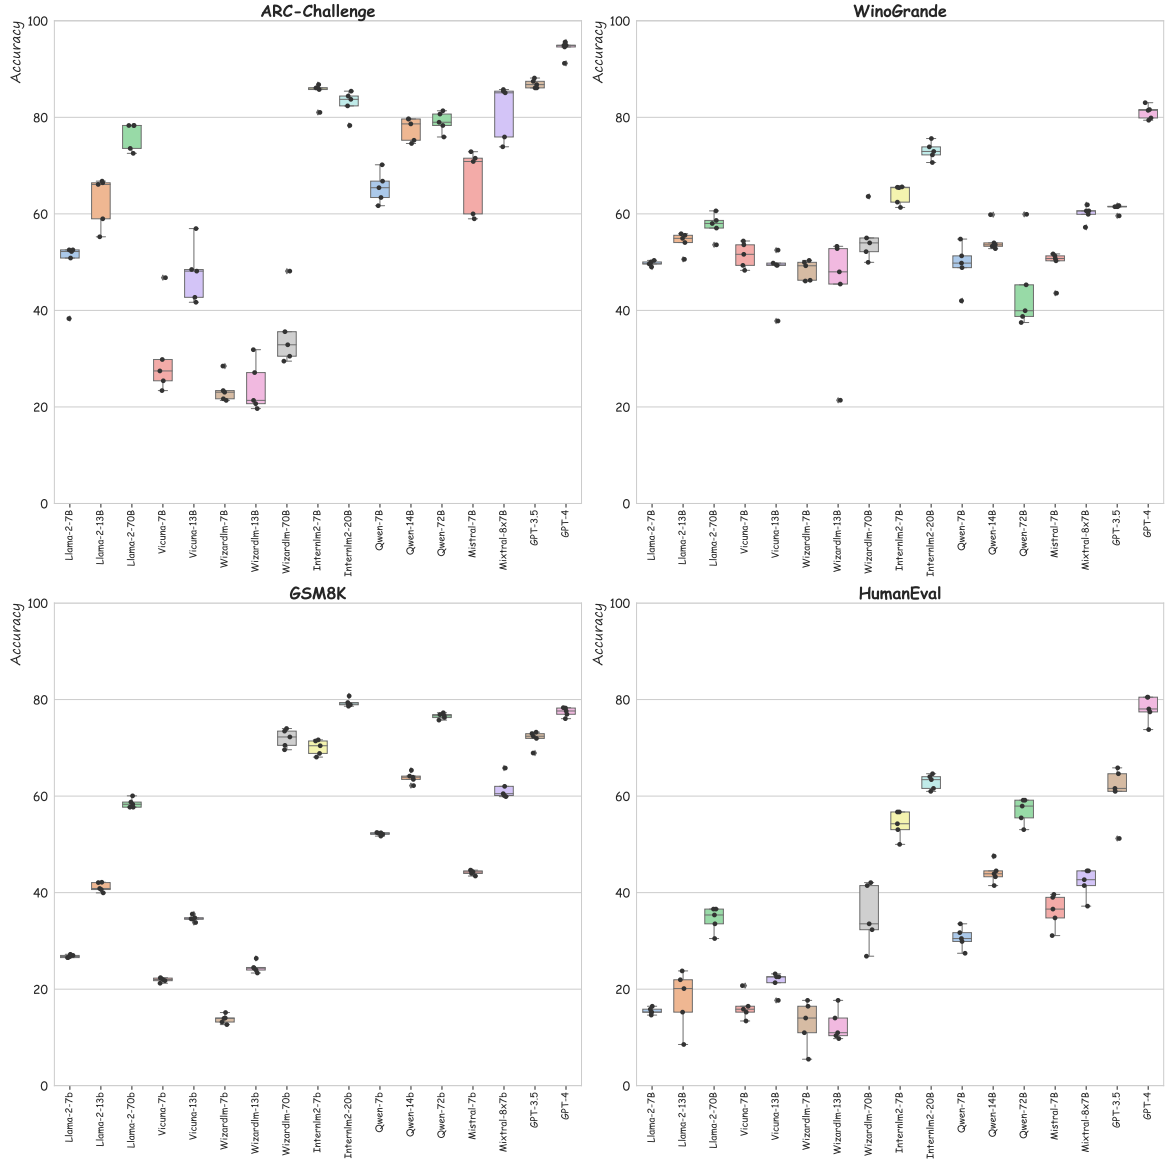 ARC-Challenge
Accuracy
100
80
60
40
20
0
Llama-2-7B
Llama-2-13B
Llama-2-70B
Vicuna-7B
Vicuna-13B
Wizardlm-7B
Wizardlm-13B
Wizardlm-70B
Internlm2-7B
Internlm2-20B
Qwen-7B
Qwen-14B
Qwen-72B
Mistral-7B
Mixtral-8x7B
GPT-3.5
GPT-4
WinoGrande
Accuracy
100
80
60
40
20
0
Llama-2-7B
Llama-2-13B
Llama-2-70B
Vicuna-7B
Vicuna-13B
Wizardlm-7B
Wizardlm-13B
Wizardlm-70B
Internlm2-7B
Internlm2-20B
Qwen-7B
Qwen-14B
Qwen-72B
Mistral-7B
Mixtral-8x7B
GPT-3.5
GPT-4
GSM8K
Accuracy
100
80
60
40
20
0
Llama-2-7b
Llama-2-13b
Llama-2-70b
Vicuna-7b
Vicuna-13b
Wizardlm-7b
Wizardlm-13b
Wizardlm-70b
Internlm2-7b
Internlm2-20b
Qwen-7b
Qwen-14b
Qwen-72b
Mistral-7b
Mixtral-8x7b
GPT-3.5
GPT-4
HumanEval
Accuracy
100
80
60
40
20
0
Llama-2-7B
Llama-2-13B
Llama-2-70B
Vicuna-7B
Vicuna-13B
Wizardlm-7B
Wizardlm-13B
Wizardlm-70B
Internlm2-7B
Internlm2-20B
Qwen-7B
Qwen-14B
Qwen-72B
Mistral-7B
Mixtral-8x7B
GPT-3.5
GPT-4